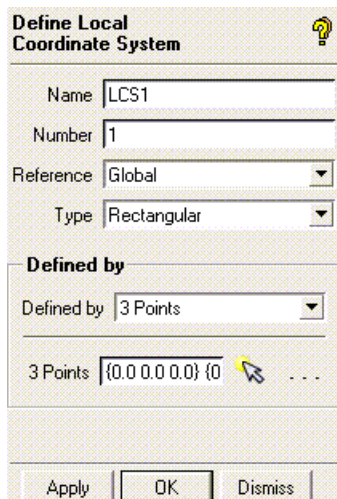 Define Local
Coordinate System
Name LCS1
Number 1
Reference Global
Type Rectangular
Defined by
Defined by 3 Points
3 Points {0.0 0.0 0.0} {0 . . .
Apply OK Dismiss